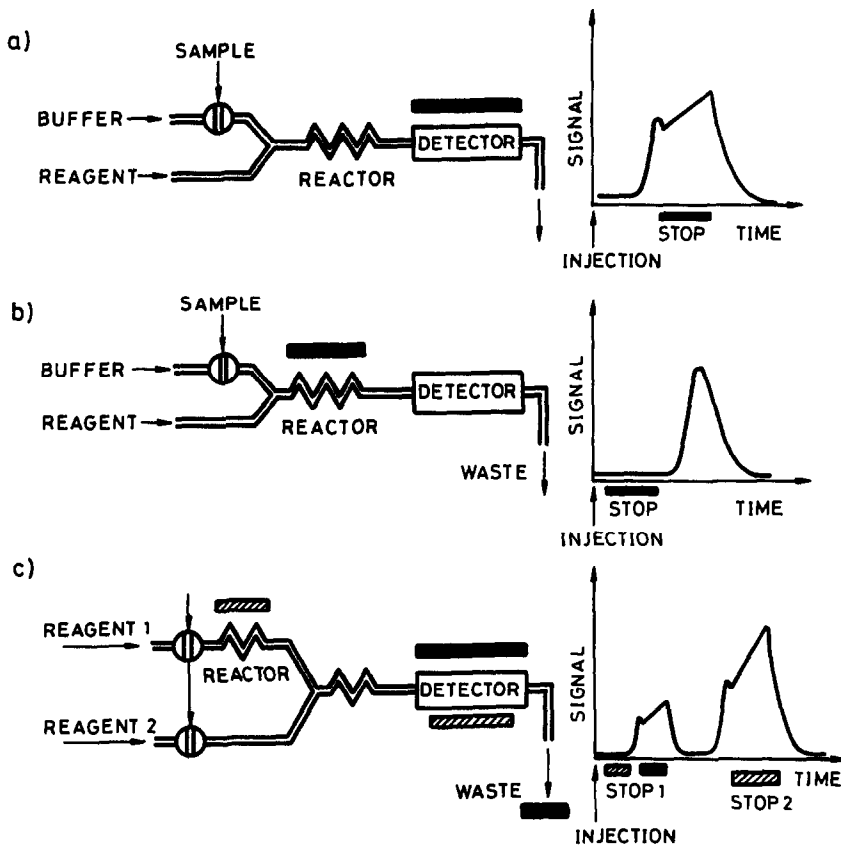 a)
SAMPLE
BUFFER
REAGENT
REACTOR
DETECTOR
SIGNAL
STOP TIME
INJECTION
b)
SAMPLE
BUFFER
REAGENT
REACTOR
DETECTOR
WASTE
SIGNAL
STOP TIME
INJECTION
c)
REAGENT 1
REACTOR
REAGENT 2
DETECTOR
WASTE
SIGNAL
TIME
STOP 1
STOP 2
INJECTION